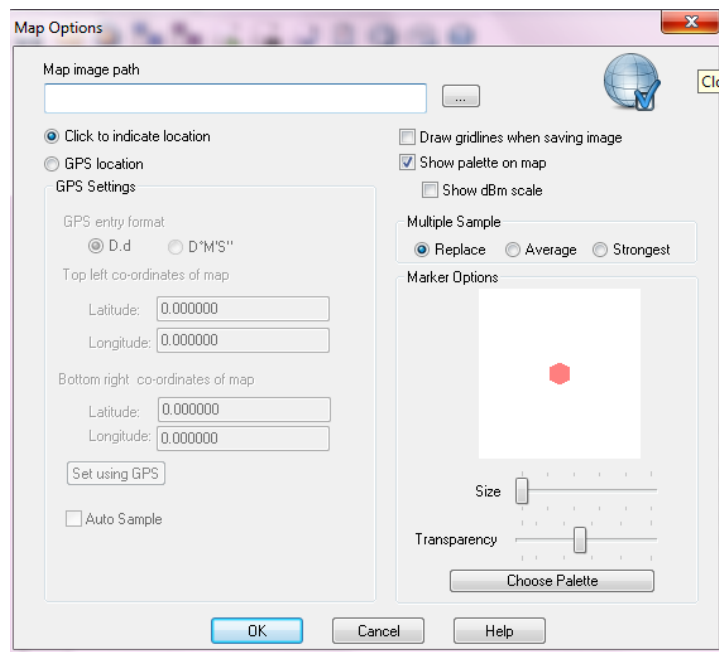 Map Options
Map image path
...
Click to indicate location
GPS location
GPS Settings
GPS entry format
D.d
D°M'S''
Top left co-ordinates of map
Latitude: 0.000000
Longitude: 0.000000
Bottom right co-ordinates of map
Latitude: 0.000000
Longitude: 0.000000
Set using GPS
Auto Sample
Draw gridlines when saving image
Show palette on map
Show dBm scale
Multiple Sample
Replace
Average
Strongest
Marker Options
Size
Transparency
Choose Palette
OK
Cancel
Help